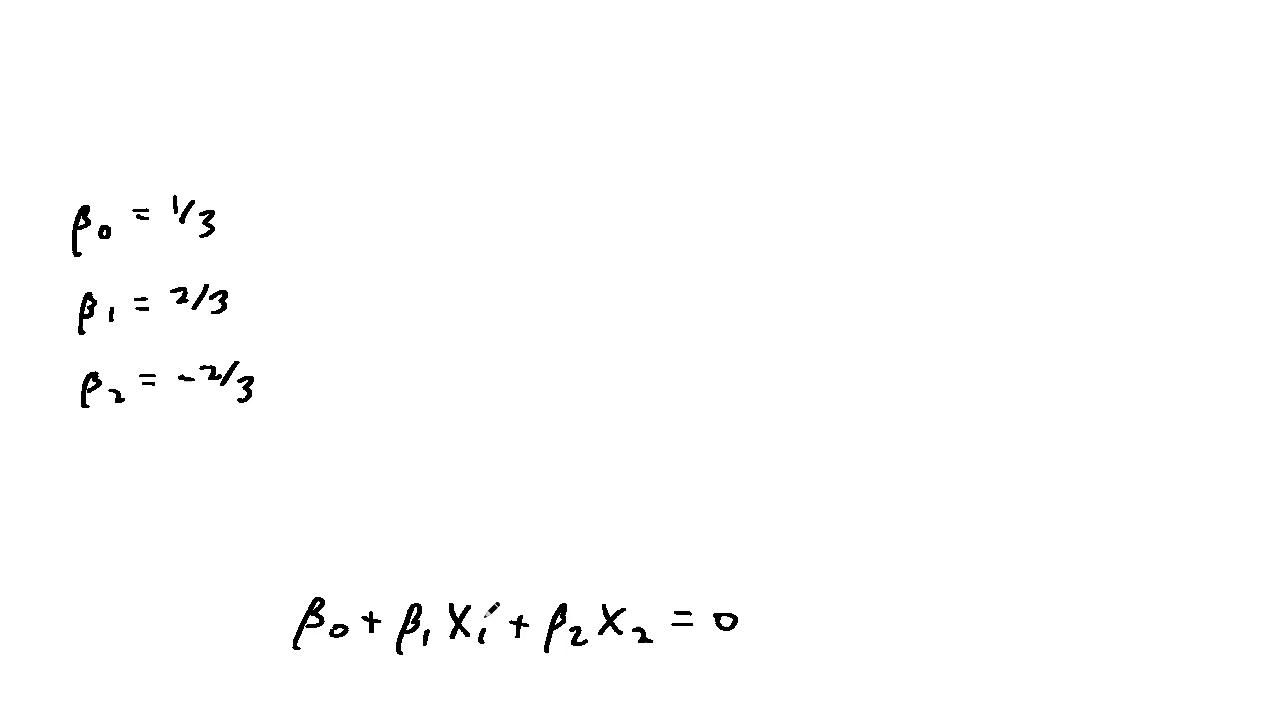 β₀ = 1/3
β₁ = 2/3
β₂ = -2/3
β₀ + β₁ X₁ + β₂ X₂ = 0